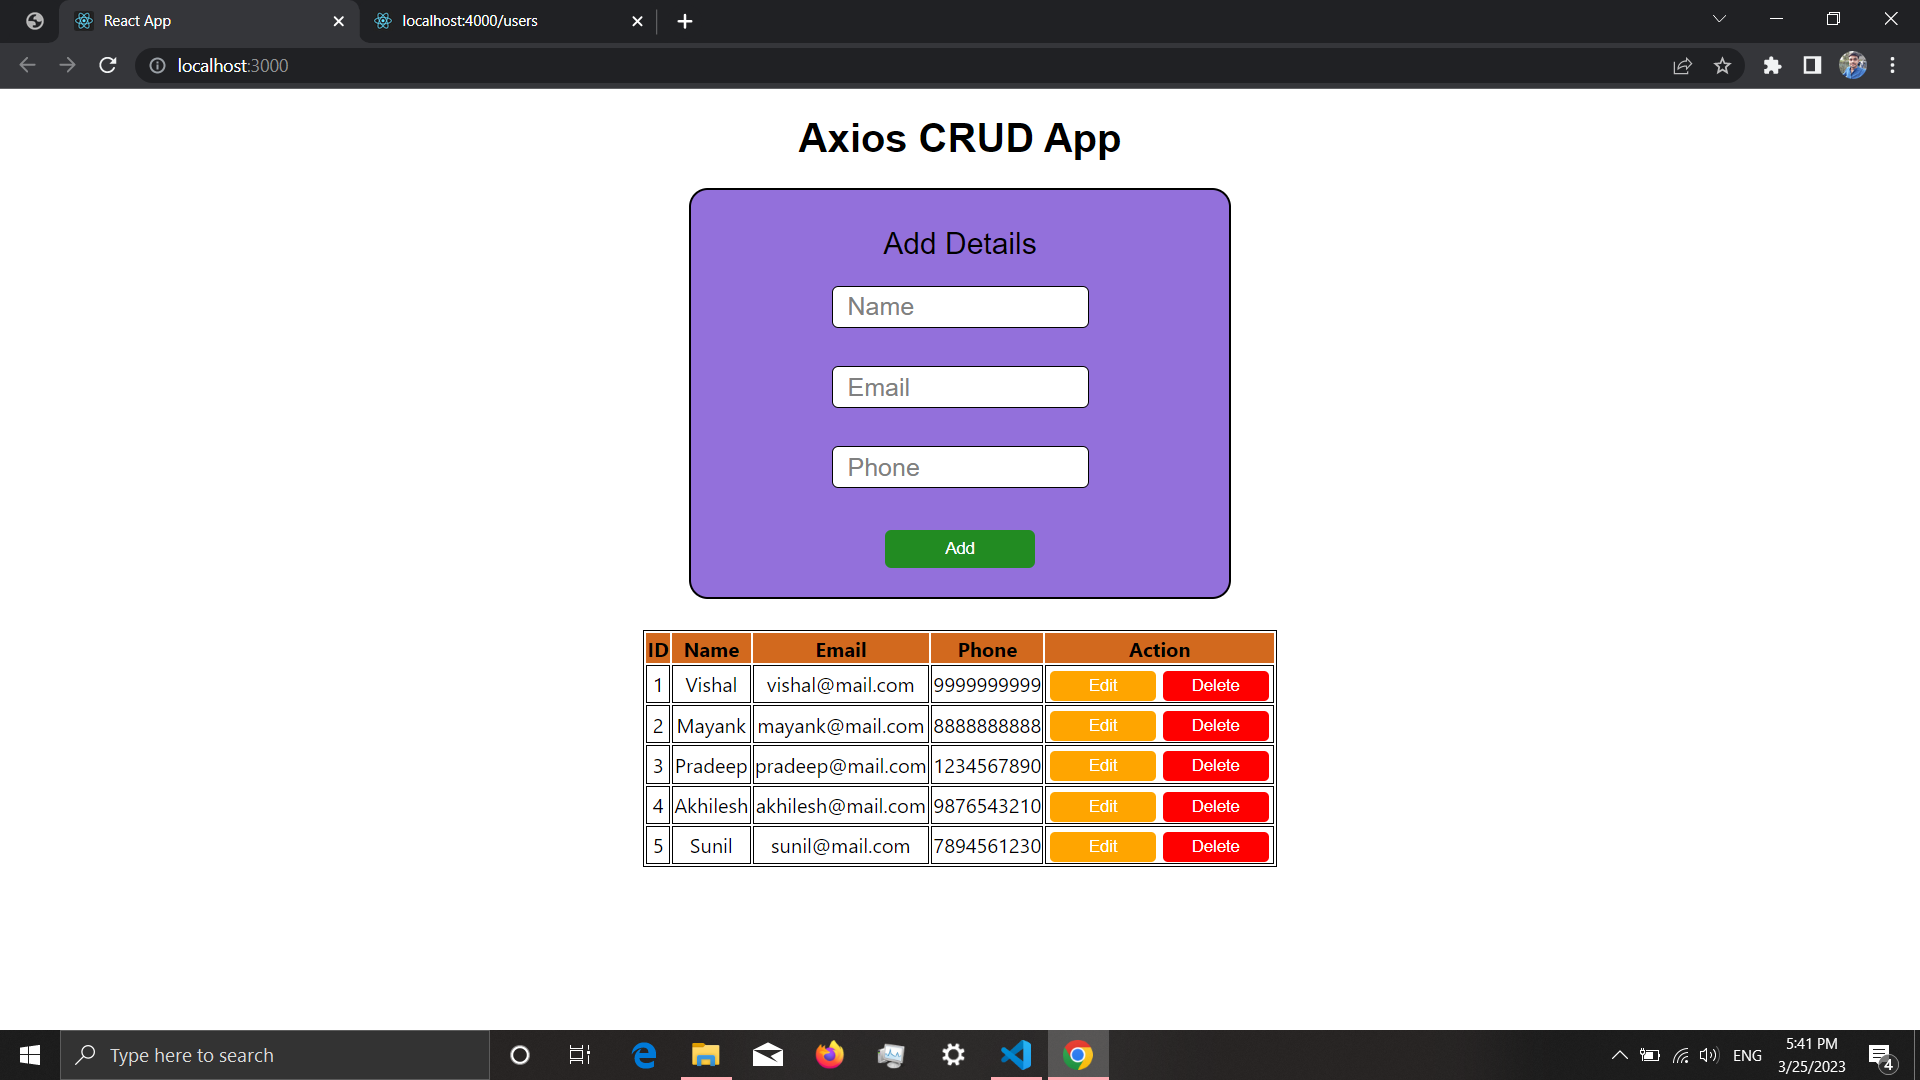 React App
localhost:4000/users
localhost:3000
Axios CRUD App
Add Details
Name
Email
Phone
Add
ID Name Email Phone Action
1 Vishal vishal@mail.com 9999999999 Edit Delete
2 Mayank mayank@mail.com 8888888888 Edit Delete
3 Pradeep pradeep@mail.com 1234567890 Edit Delete
4 Akhilesh akhilesh@mail.com 9876543210 Edit Delete
5 Sunil sunil@mail.com 7894561230 Edit Delete
Type here to search
ENG
5:41 PM
3/25/2023
4